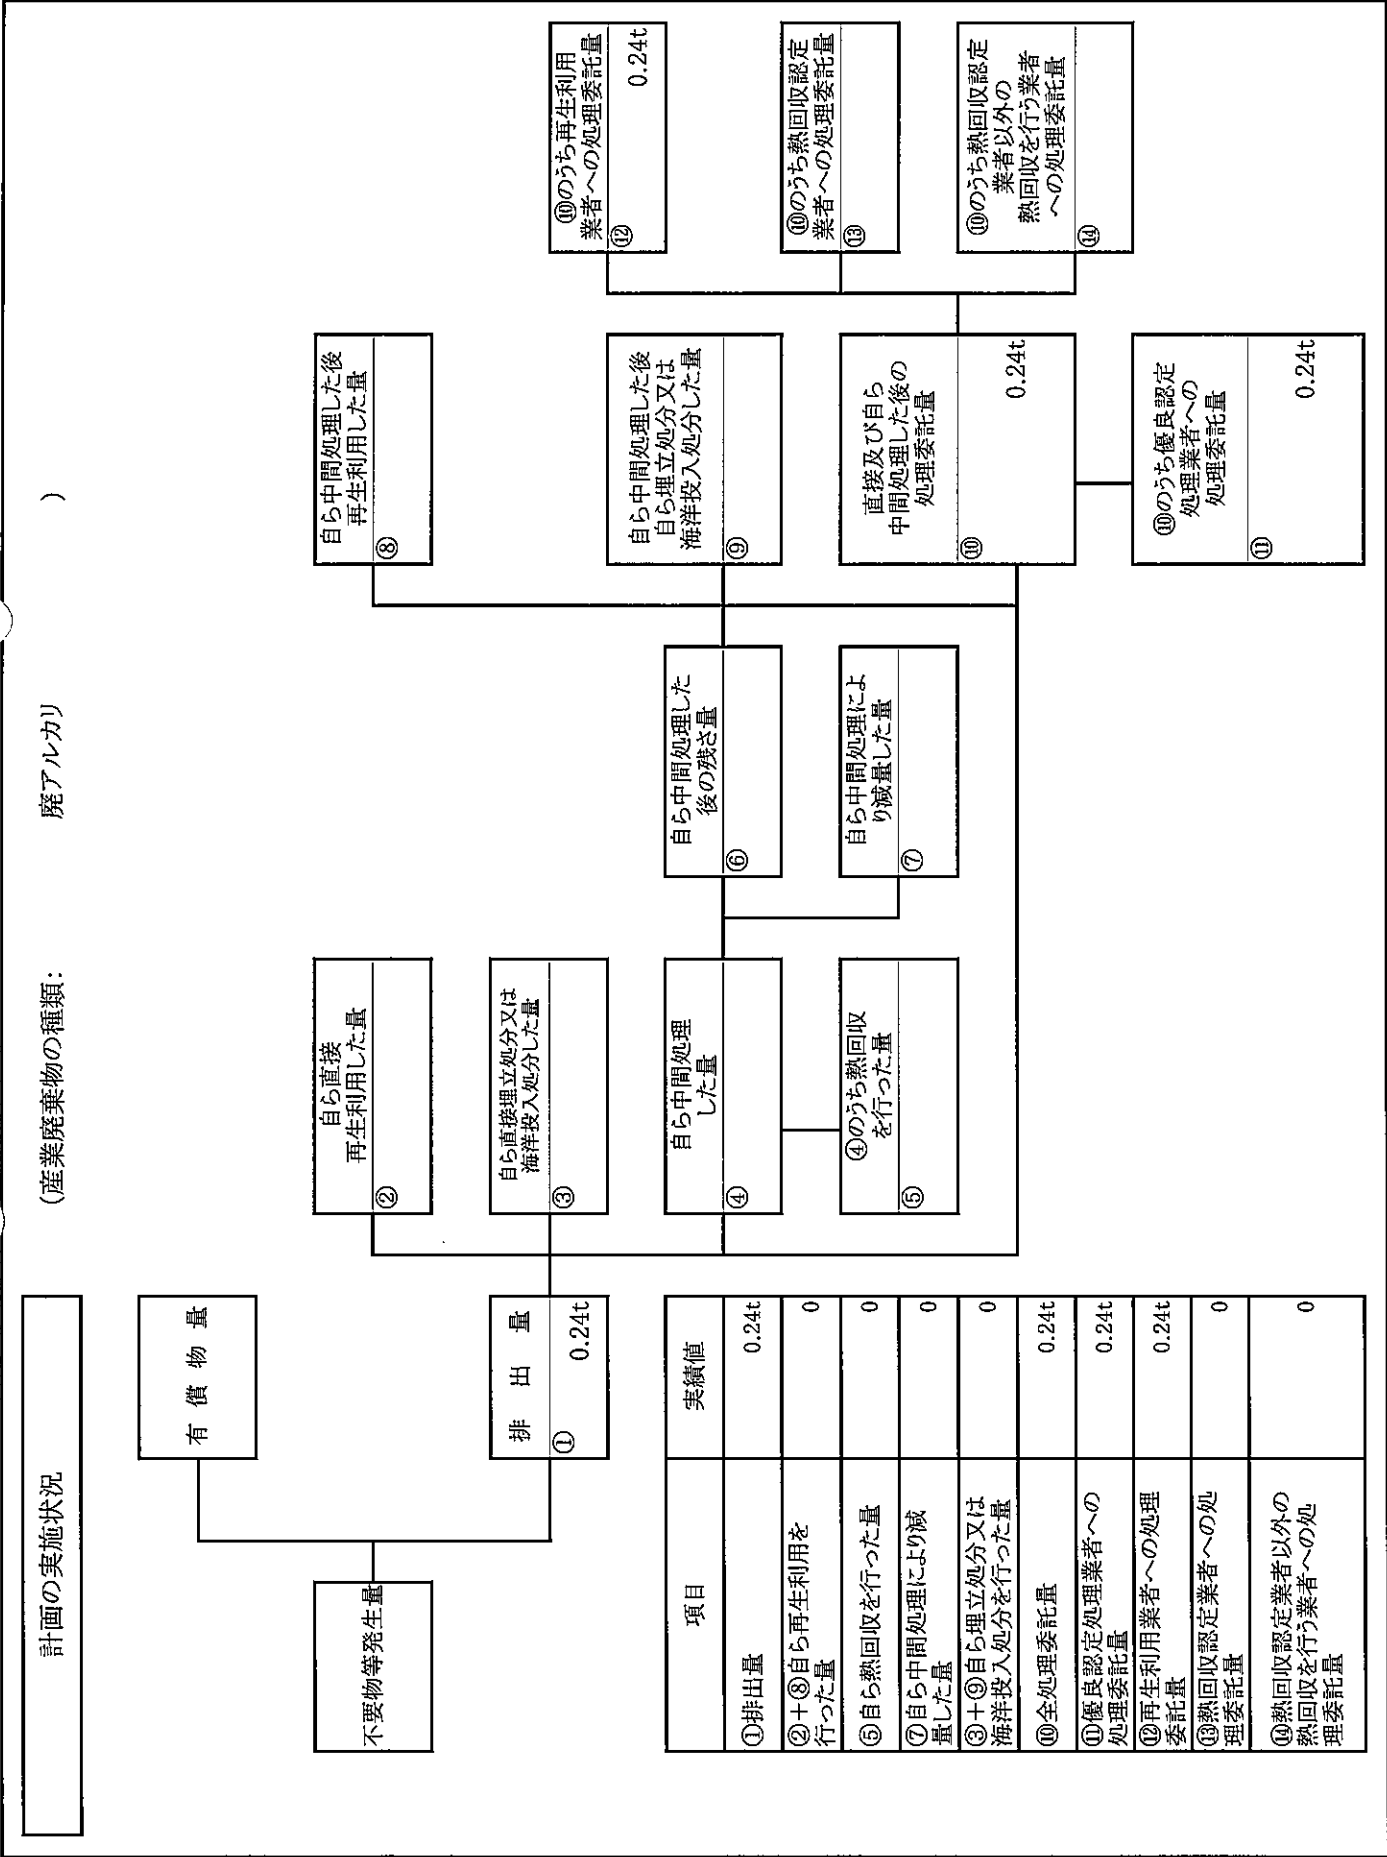 計画の実施状況
(産業廃棄物の種類: 廃アルカリ )
不要物等発生量
有償物量
排出量
① 0.24t
自ら直接
再生利用した量
②
自ら直接埋立処分又は
海洋投入処分した量
③
自ら中間処理
した量
④
④のうち熱回収
を行った量
⑤
自ら中間処理した
後の残さ量
⑥
自ら中間処理によ
り減量した量
⑦
自ら中間処理した後
再生利用した量
⑧
自ら中間処理した後
自ら埋立処分又は
海洋投入処分した量
⑨
直接及び自ら
中間処理した後の
処理委託量
⑩ 0.24t
⑩のうち優良認定
処理業者への
処理委託量
⑪ 0.24t
⑩のうち再生利用
業者への処理委託量
⑫ 0.24t
⑩のうち熱回収認定
業者への処理委託量
⑬
⑩のうち熱回収認定
業者以外の
熱回収を行う業者
への処理委託量
⑭
項目 実績値
①排出量 0.24t
②+⑧自ら再生利用を
行った量 0
⑤自ら熱回収を行った量 0
⑦自ら中間処理により減
量した量 0
③+⑨自ら埋立処分又は
海洋投入処分を行った量 0
⑩全処理委託量 0.24t
⑪優良認定処理業者への
処理委託量 0.24t
⑫再生利用業者への処理
委託量 0.24t
⑬熱回収認定業者への処
理委託量 0
⑭熱回収認定業者以外の
熱回収を行う業者への処
理委託量 0